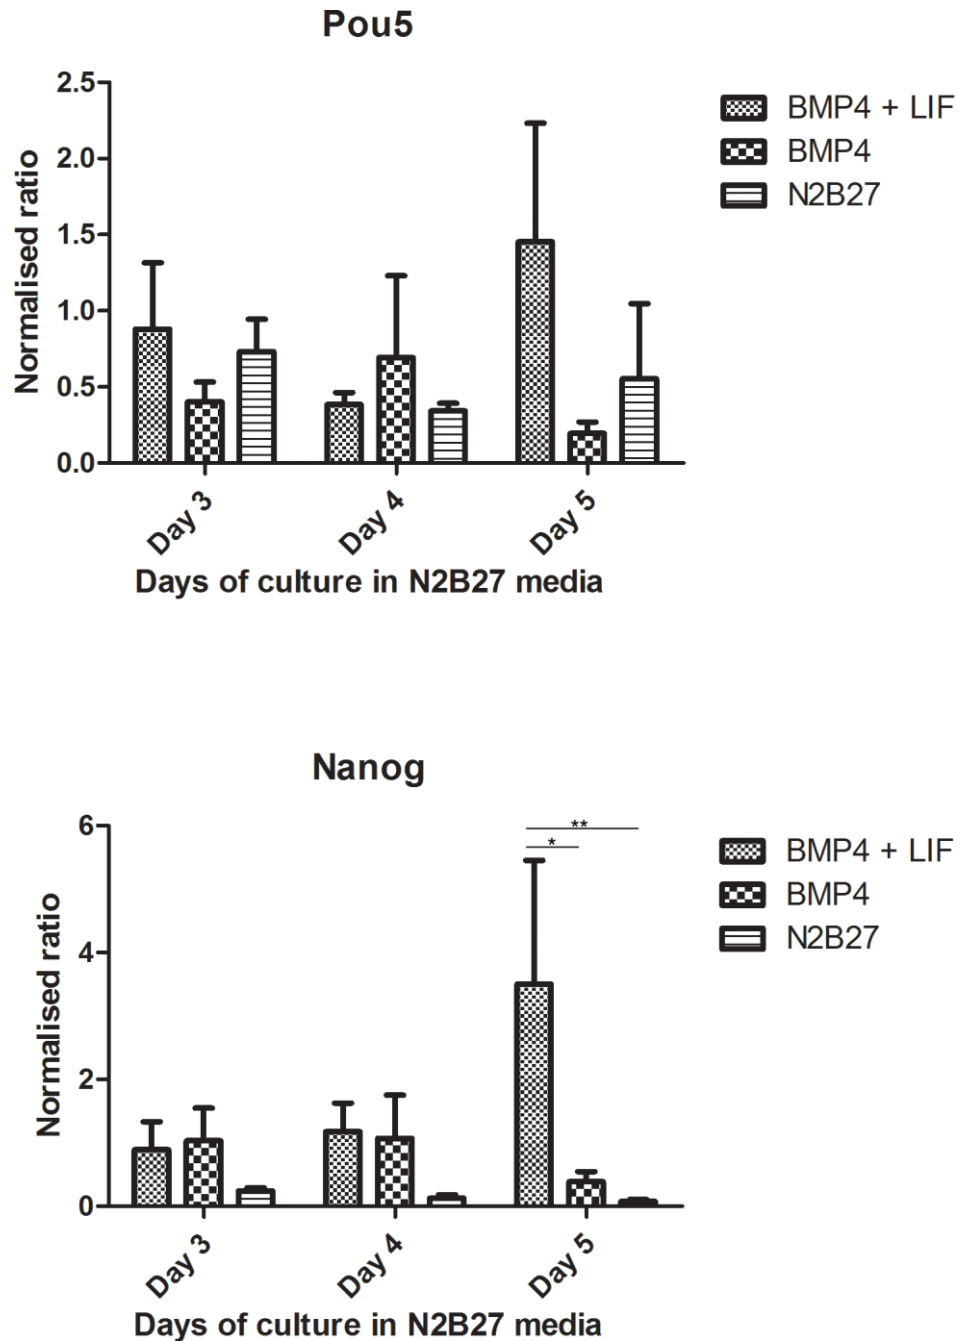 Pou5
Normalised ratio
2.5
2.0
1.5
1.0
0.5
0.0
Day 3
Day 4
Day 5
Days of culture in N2B27 media
BMP4 + LIF
BMP4
N2B27
Nanog
Normalised ratio
6
4
2
0
**
*
Day 3
Day 4
Day 5
Days of culture in N2B27 media
BMP4 + LIF
BMP4
N2B27